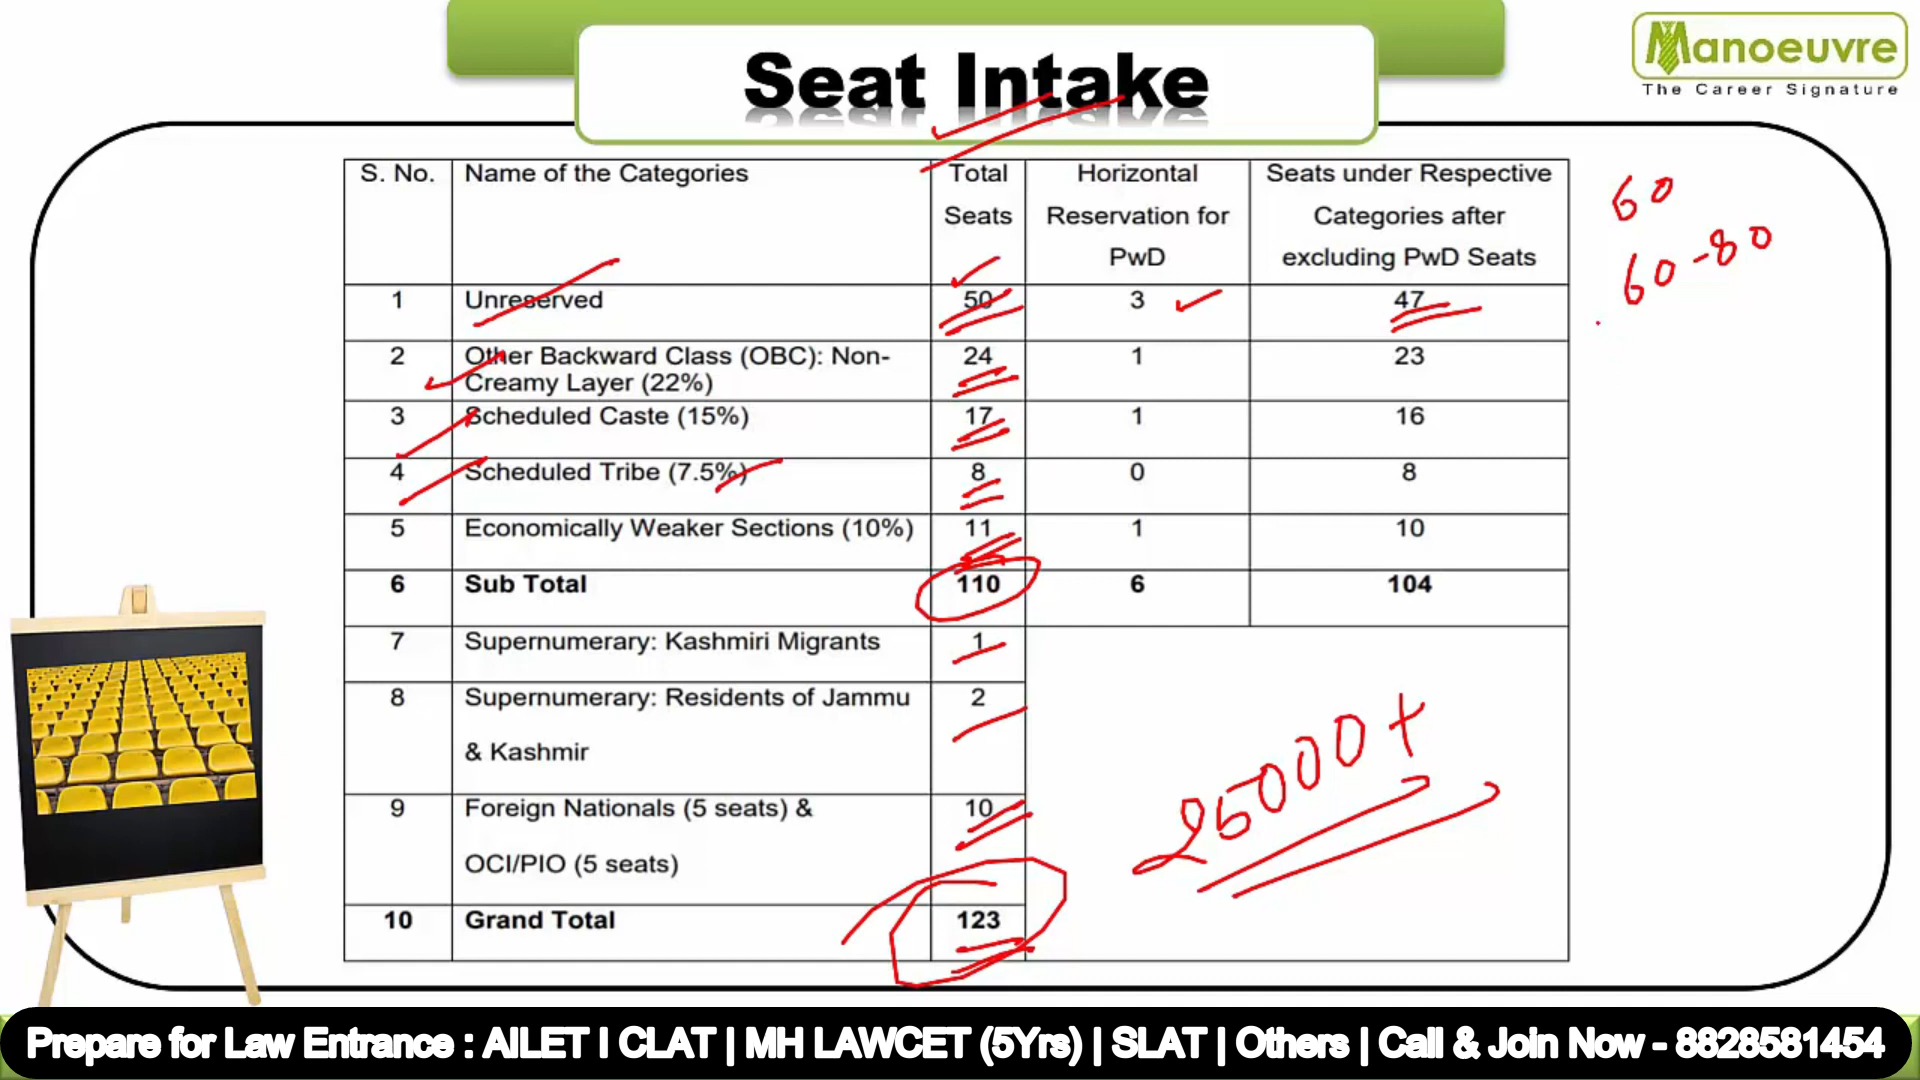 Seat Intake
Manoeuvre
The Career Signature
S. No.
Name of the Categories
Total
Seats
Horizontal
Reservation for
PwD
Seats under Respective
Categories after
excluding PwD Seats
60
60-80
1
Unreserved
50
3
47
2
Other Backward Class (OBC): Non-
Creamy Layer (22%)
24
1
23
3
Scheduled Caste (15%)
17
1
16
4
Scheduled Tribe (7.5%)
8
0
8
5
Economically Weaker Sections (10%)
11
1
10
6
Sub Total
110
6
104
7
Supernumerary: Kashmiri Migrants
1
8
Supernumerary: Residents of Jammu
& Kashmir
2
9
Foreign Nationals (5 seats) &
OCI/PIO (5 seats)
10
25000+
10
Grand Total
123
Prepare for Law Entrance : AILET I CLAT | MH LAWCET (5Yrs) | SLAT | Others | Call & Join Now - 8828581454